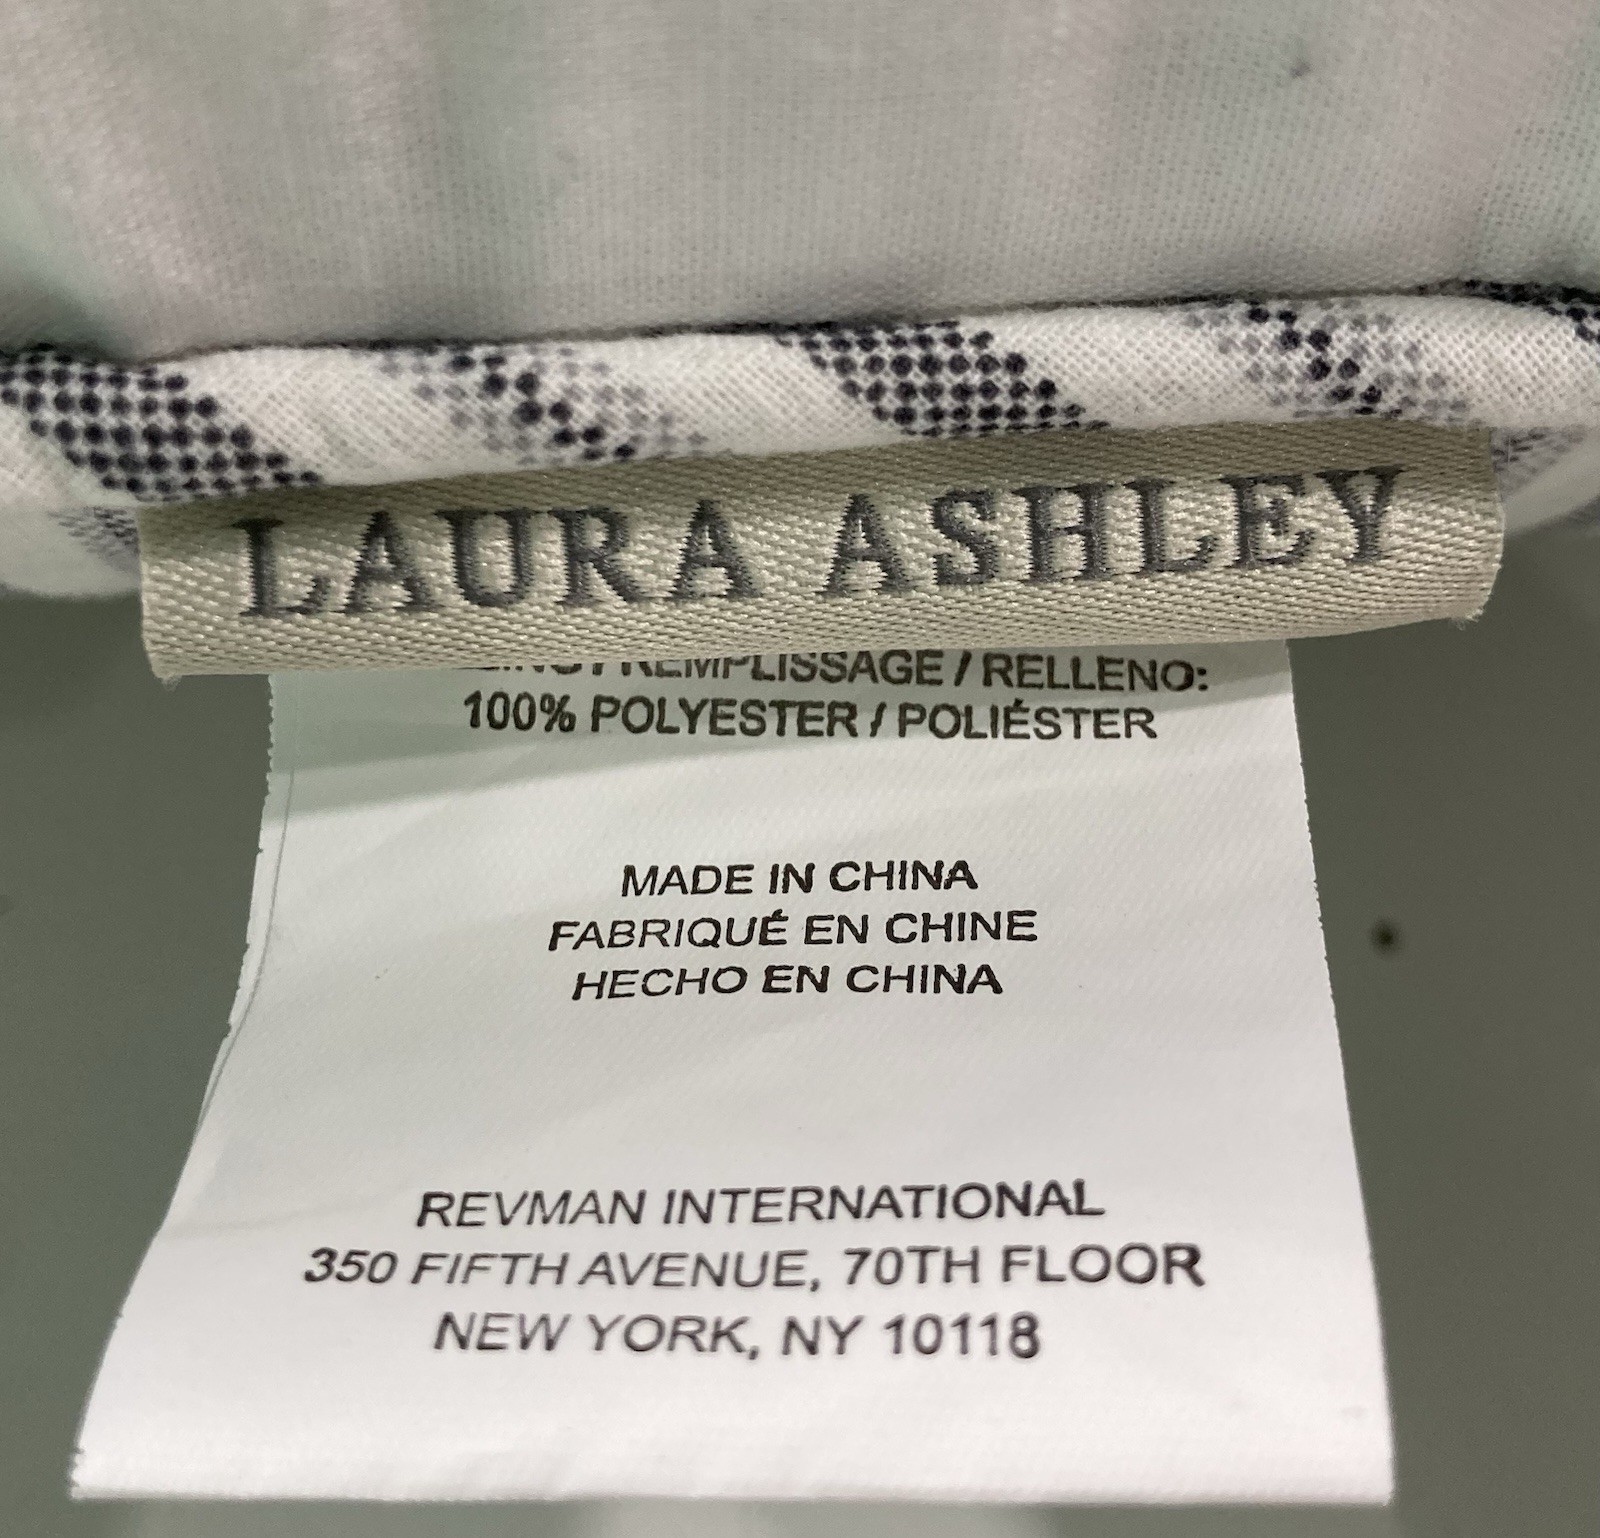 LAURA ASHLEY
REMPLISSAGE / RELLENO:
100% POLYESTER / POLIÉSTER
MADE IN CHINA
FABRIQUÉ EN CHINE
HECHO EN CHINA
REVMAN INTERNATIONAL
350 FIFTH AVENUE, 70TH FLOOR
NEW YORK, NY 10118